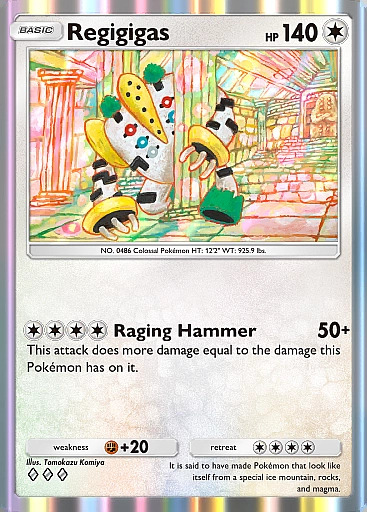 BASIC Regigigas HP 140
NO. 0486 Colossal Pokémon HT: 12'2" WT: 925.9 lbs.
Raging Hammer 50+
This attack does more damage equal to the damage this
Pokémon has on it.
weakness +20 retreat
Illus. Tomokazu Komiya
It is said to have made Pokémon that look like
itself from a special ice mountain, rocks,
and magma.